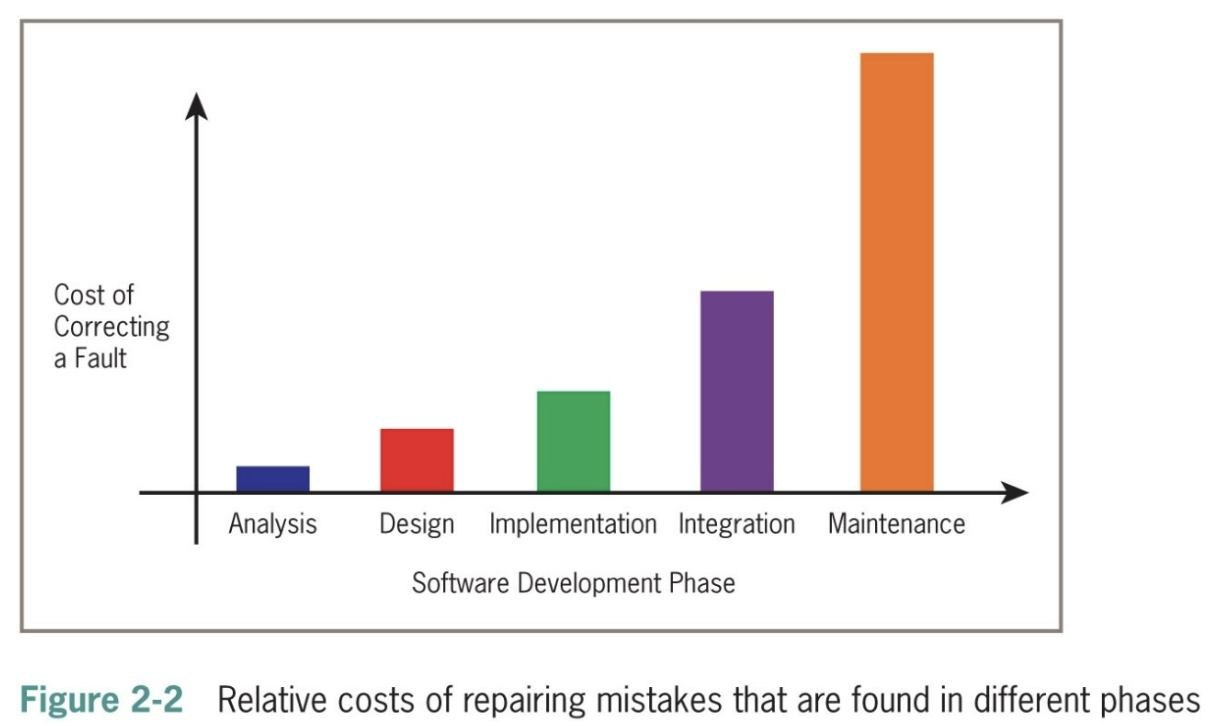 Cost of
Correcting
a Fault
Analysis Design Implementation Integration Maintenance
Software Development Phase
Figure 2-2 Relative costs of repairing mistakes that are found in different phases